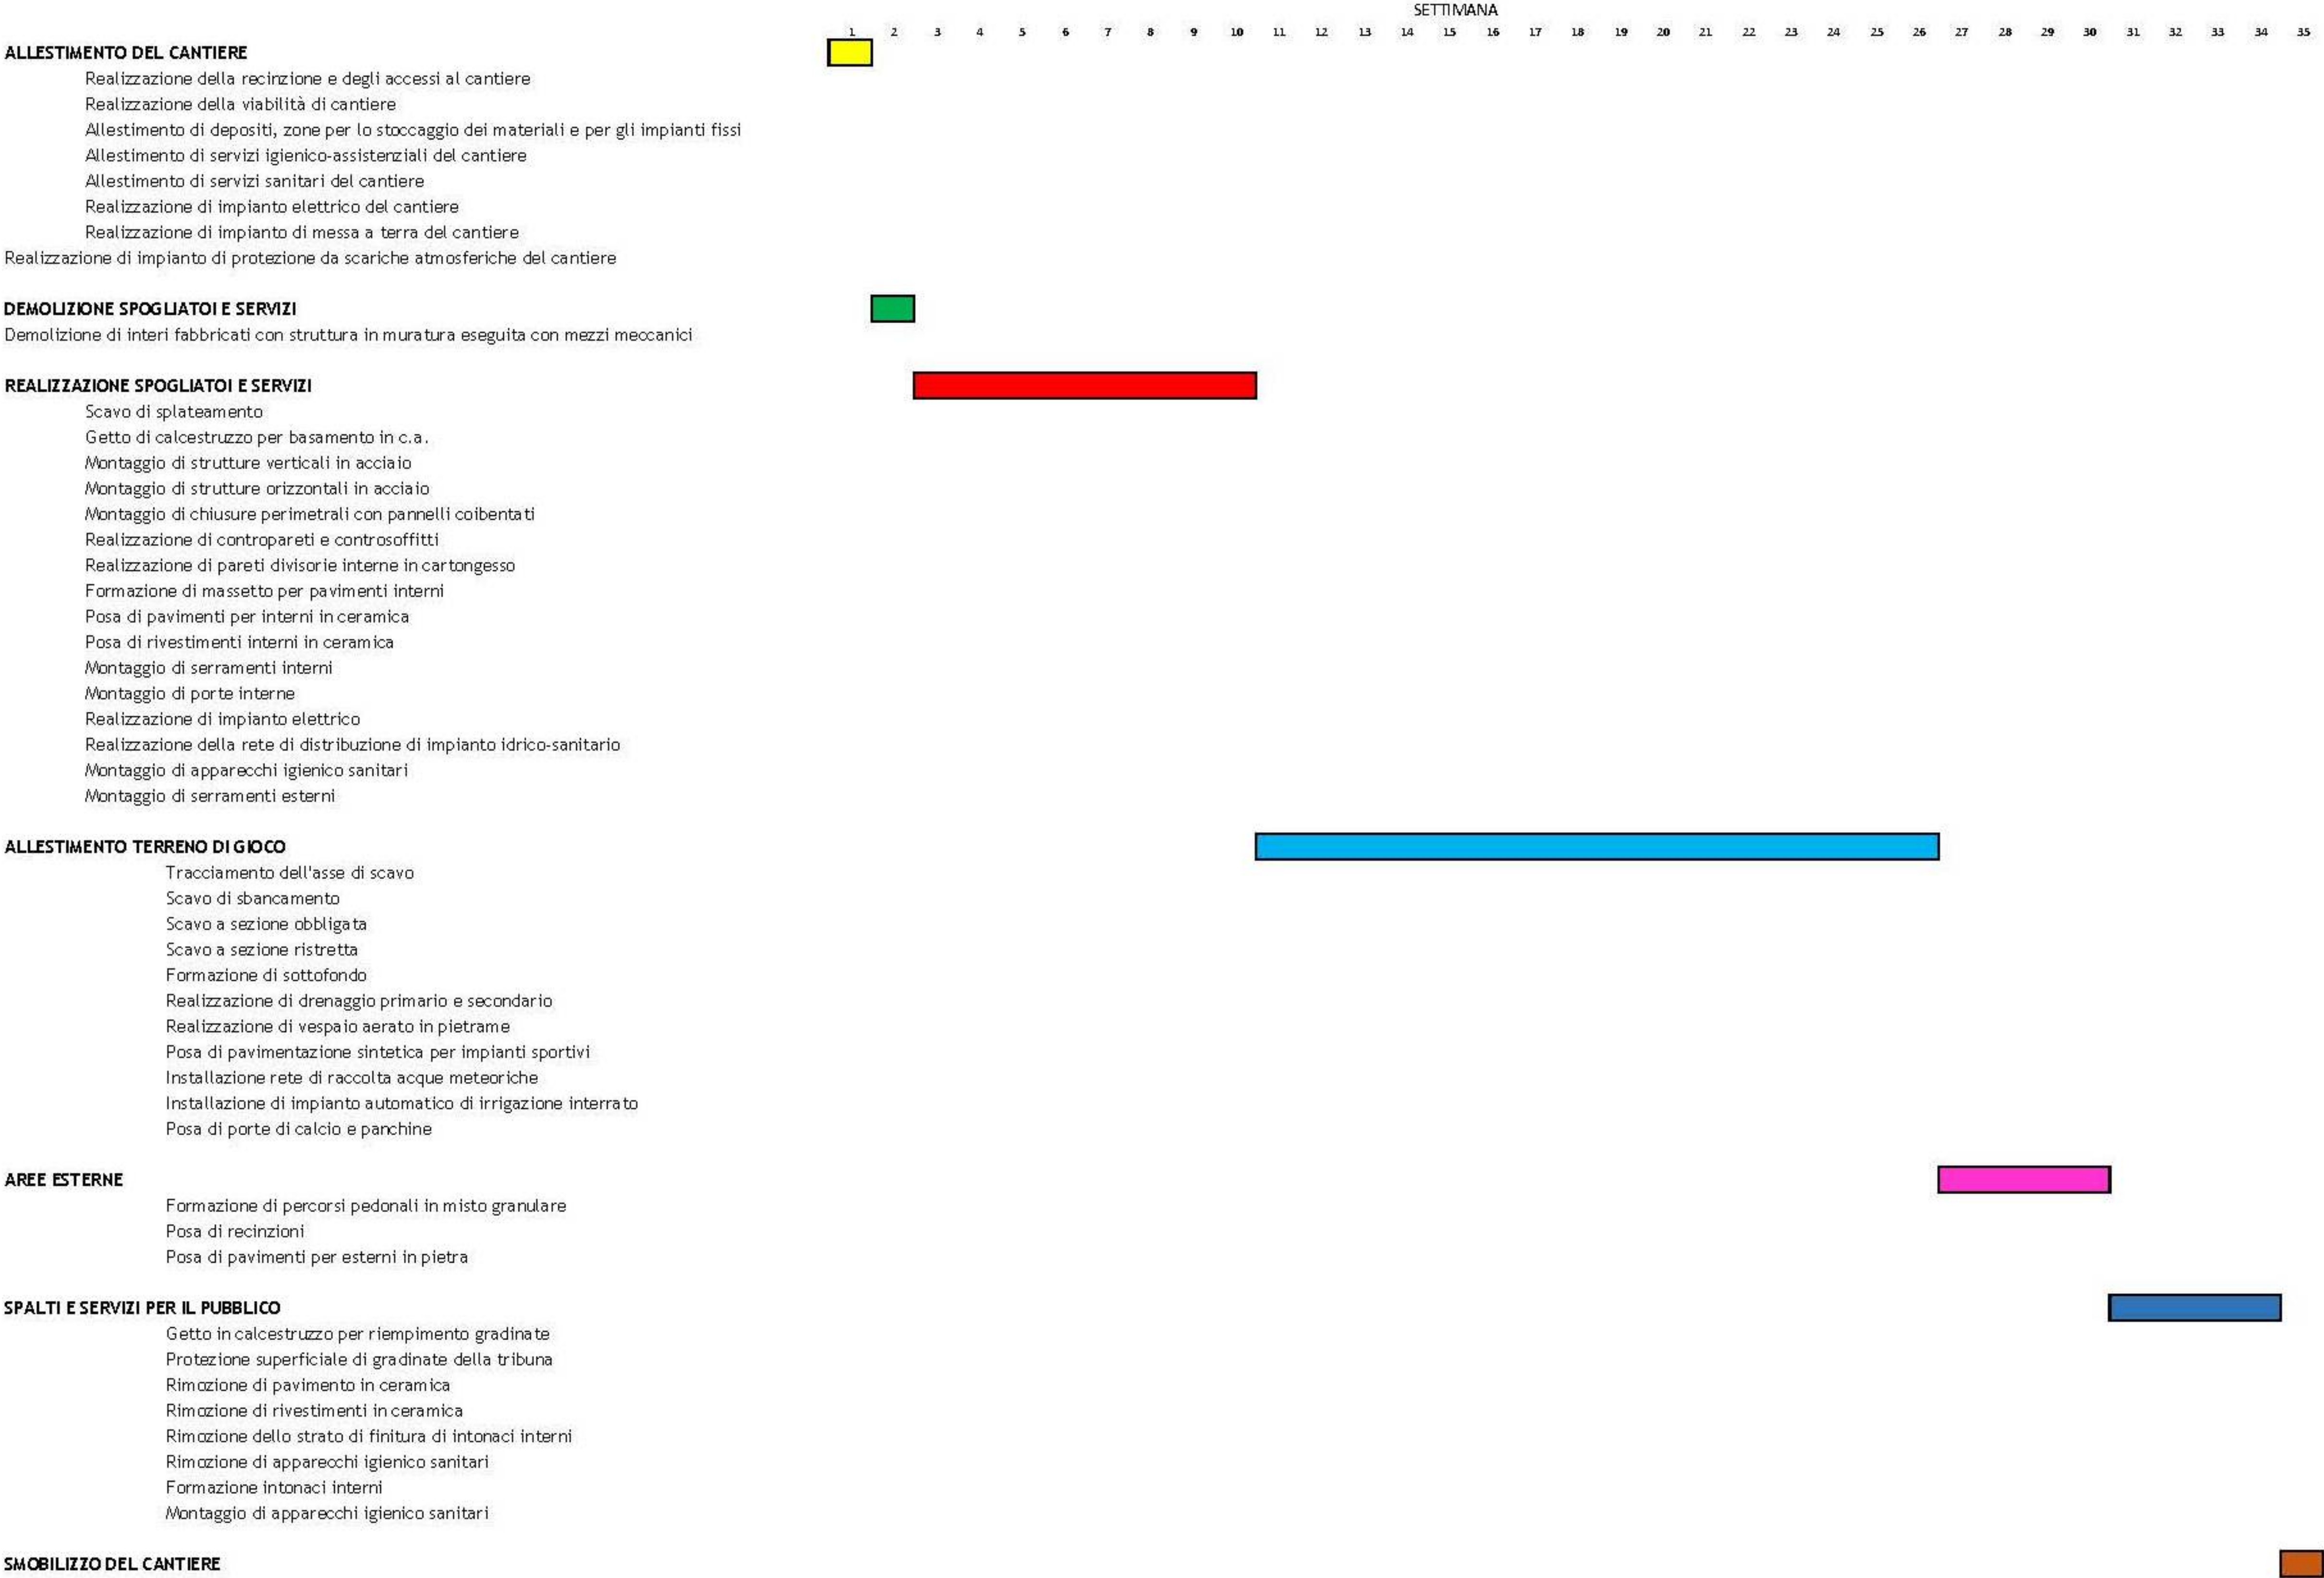 SETTIMANA
1 2 3 4 5 6 7 8 9 10 11 12 13 14 15 16 17 18 19 20 21 22 23 24 25 26 27 28 29 30 31 32 33 34 35
ALLESTIMENTO DEL CANTIERE
Realizzazione della recinzione e degli accessi al cantiere
Realizzazione della viabilità di cantiere
Allestimento di depositi, zone per lo stoccaggio dei materiali e per gli impianti fissi
Allestimento di servizi igienico-assistenziali del cantiere
Allestimento di servizi sanitari del cantiere
Realizzazione di impianto elettrico del cantiere
Realizzazione di impianto di messa a terra del cantiere
Realizzazione di impianto di protezione da scariche atmosferiche del cantiere
DEMOLIZIONE SPOGLIATOI E SERVIZI
Demolizione di interi fabbricati con struttura in muratura eseguita con mezzi meccanici
REALIZZAZIONE SPOGLIATOI E SERVIZI
Scavo di splateamento
Getto di calcestruzzo per basamento in c.a.
Montaggio di strutture verticali in acciaio
Montaggio di strutture orizzontali in acciaio
Montaggio di chiusure perimetrali con pannelli coibentati
Realizzazione di contropareti e controsoffitti
Realizzazione di pareti divisorie interne in cartongesso
Formazione di massetto per pavimenti interni
Posa di pavimenti per interni in ceramica
Posa di rivestimenti interni in ceramica
Montaggio di serramenti interni
Montaggio di porte interne
Realizzazione di impianto elettrico
Realizzazione della rete di distribuzione di impianto idrico-sanitario
Montaggio di apparecchi igienico sanitari
Montaggio di serramenti esterni
ALLESTIMENTO TERRENO DI GIOCO
Tracciamento dell'asse di scavo
Scavo di sbancamento
Scavo a sezione obbligata
Scavo a sezione ristretta
Formazione di sottofondo
Realizzazione di drenaggio primario e secondario
Realizzazione di vespaio aerato in pietrame
Posa di pavimentazione sintetica per impianti sportivi
Installazione rete di raccolta acque meteoriche
Installazione di impianto automatico di irrigazione interrato
Posa di porte di calcio e panchine
AREE ESTERNE
Formazione di percorsi pedonali in misto granulare
Posa di recinzioni
Posa di pavimenti per esterni in pietra
SPALTI E SERVIZI PER IL PUBBLICO
Getto in calcestruzzo per riempimento gradinate
Protezione superficiale di gradinate della tribuna
Rimozione di pavimento in ceramica
Rimozione di rivestimenti in ceramica
Rimozione dello strato di finitura di intonaci interni
Rimozione di apparecchi igienico sanitari
Formazione intonaci interni
Montaggio di apparecchi igienico sanitari
SMOBILIZZO DEL CANTIERE